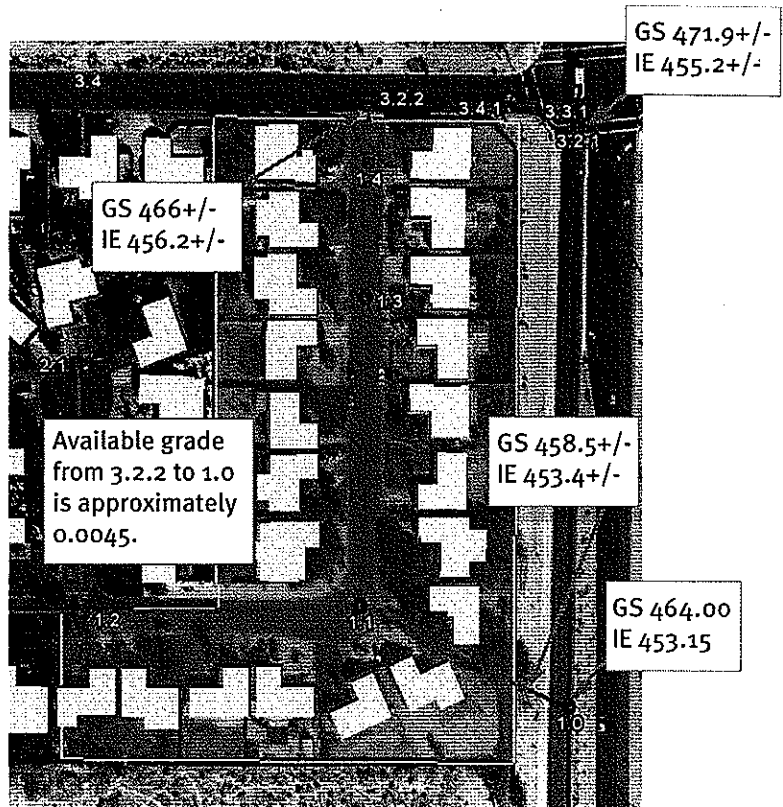 GS 471.9+/-
IE 455.2+/-
3.4
3.2.2
3.4.1
3.3.1
3.2.1
1.4
GS 466+/-
IE 456.2+/-
1.3
2.1
Available grade
from 3.2.2 to 1.0
is approximately
0.0045.
GS 458.5+/-
IE 453.4+/-
GS 464.00
IE 453.15
1.2
1.1
1.0